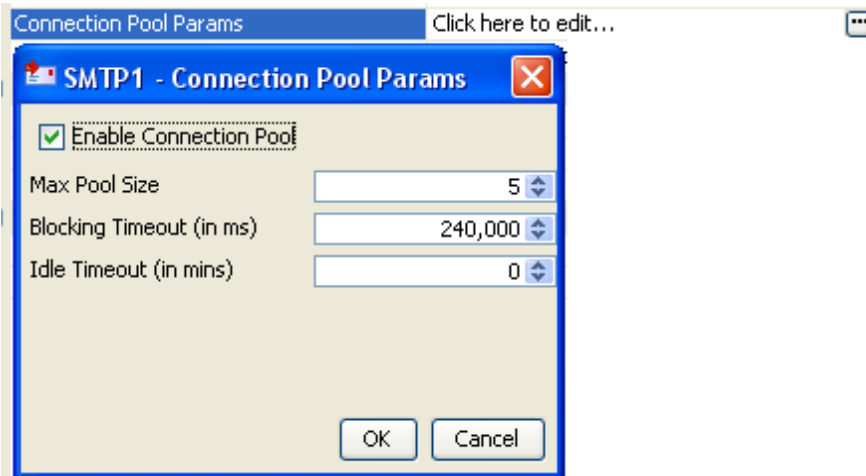 Connection Pool Params Click here to edit...
SMTP1 - Connection Pool Params
Enable Connection Pool
Max Pool Size 5
Blocking Timeout (in ms) 240,000
Idle Timeout (in mins) 0
OK Cancel